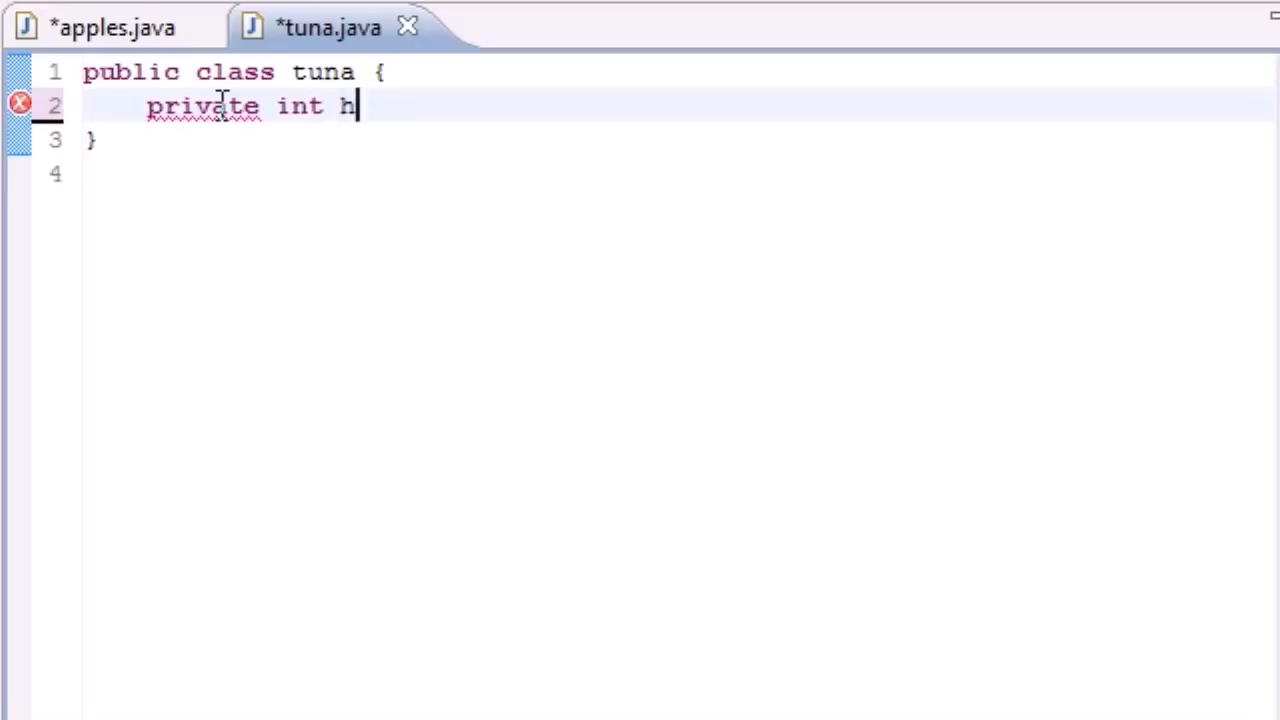 *apples.java
*tuna.java
1 public class tuna {
2 private int h
3 }
4